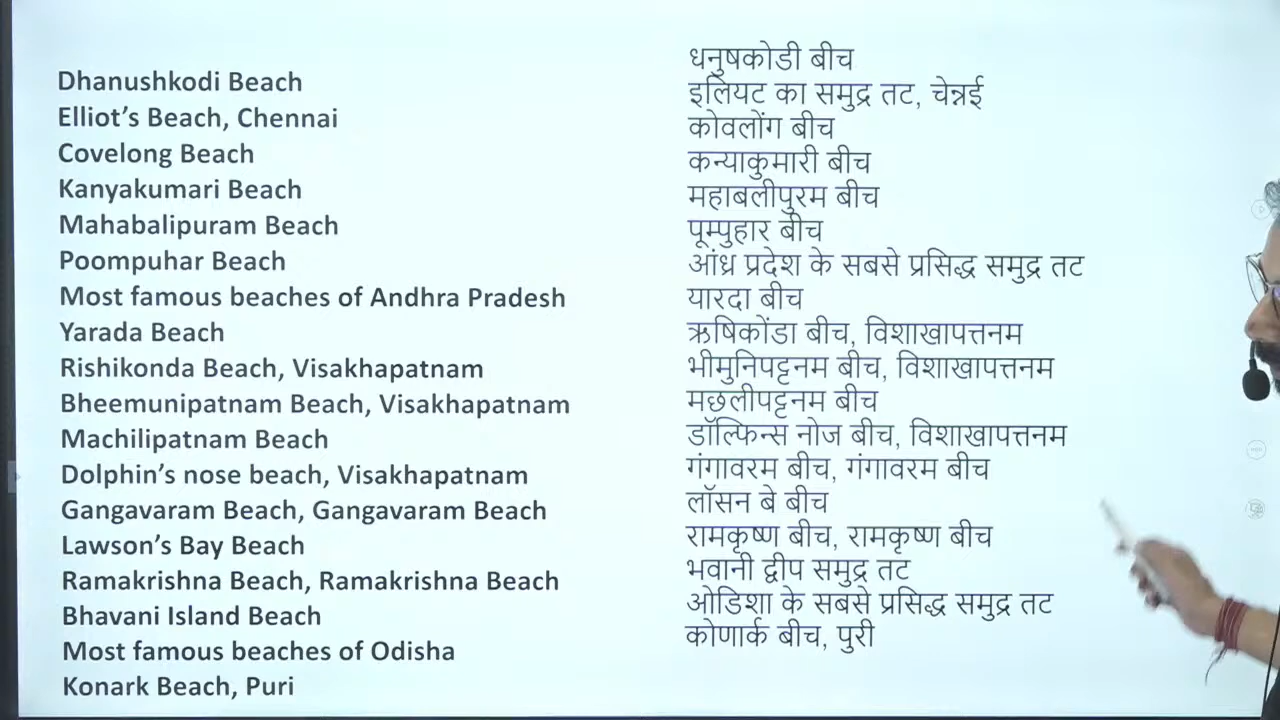 Dhanushkodi Beach
Elliot’s Beach, Chennai
Covelong Beach
Kanyakumari Beach
Mahabalipuram Beach
Poompuhar Beach
Most famous beaches of Andhra Pradesh
Yarada Beach
Rishikonda Beach, Visakhapatnam
Bheemunipatnam Beach, Visakhapatnam
Machilipatnam Beach
Dolphin’s nose beach, Visakhapatnam
Gangavaram Beach, Gangavaram Beach
Lawson’s Bay Beach
Ramakrishna Beach, Ramakrishna Beach
Bhavani Island Beach
Most famous beaches of Odisha
Konark Beach, Puri
धनुषकोडी बीच
इलियट का समुद्र तट, चेन्नई
कोवलोंग बीच
कन्याकुमारी बीच
महाबलीपुरम बीच
पूम्पुहार बीच
आंध्र प्रदेश के सबसे प्रसिद्ध समुद्र तट
यारदा बीच
ऋषिकोंडा बीच, विशाखापत्तनम
भीमुनिपट्टनम बीच, विशाखापत्तनम
मछलीपट्टनम बीच
डॉल्फिन्स नोज बीच, विशाखापत्तनम
गंगावरम बीच, गंगावरम बीच
लॉसन बे बीच
रामकृष्ण बीच, रामकृष्ण बीच
भवानी द्वीप समुद्र तट
ओडिशा के सबसे प्रसिद्ध समुद्र तट
कोणार्क बीच, पुरी